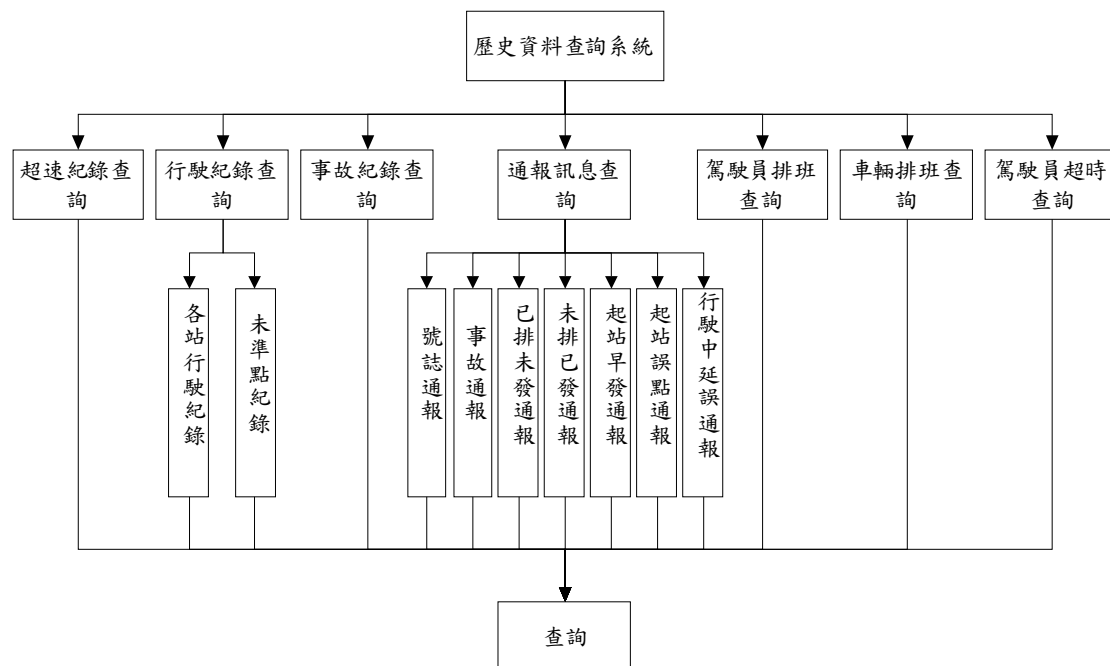 歷史資料查詢系統
超速紀錄查
詢
行駛紀錄查
詢
事故紀錄查
詢
通報訊息查
詢
駕駛員排班
查詢
車輛排班查
詢
駕駛員超時
查詢
各站行駛紀錄
未準點紀錄
號誌通報
事故通報
已排未發通報
未排已發通報
起站早發通報
起站誤點通報
行駛中延誤通報
查詢